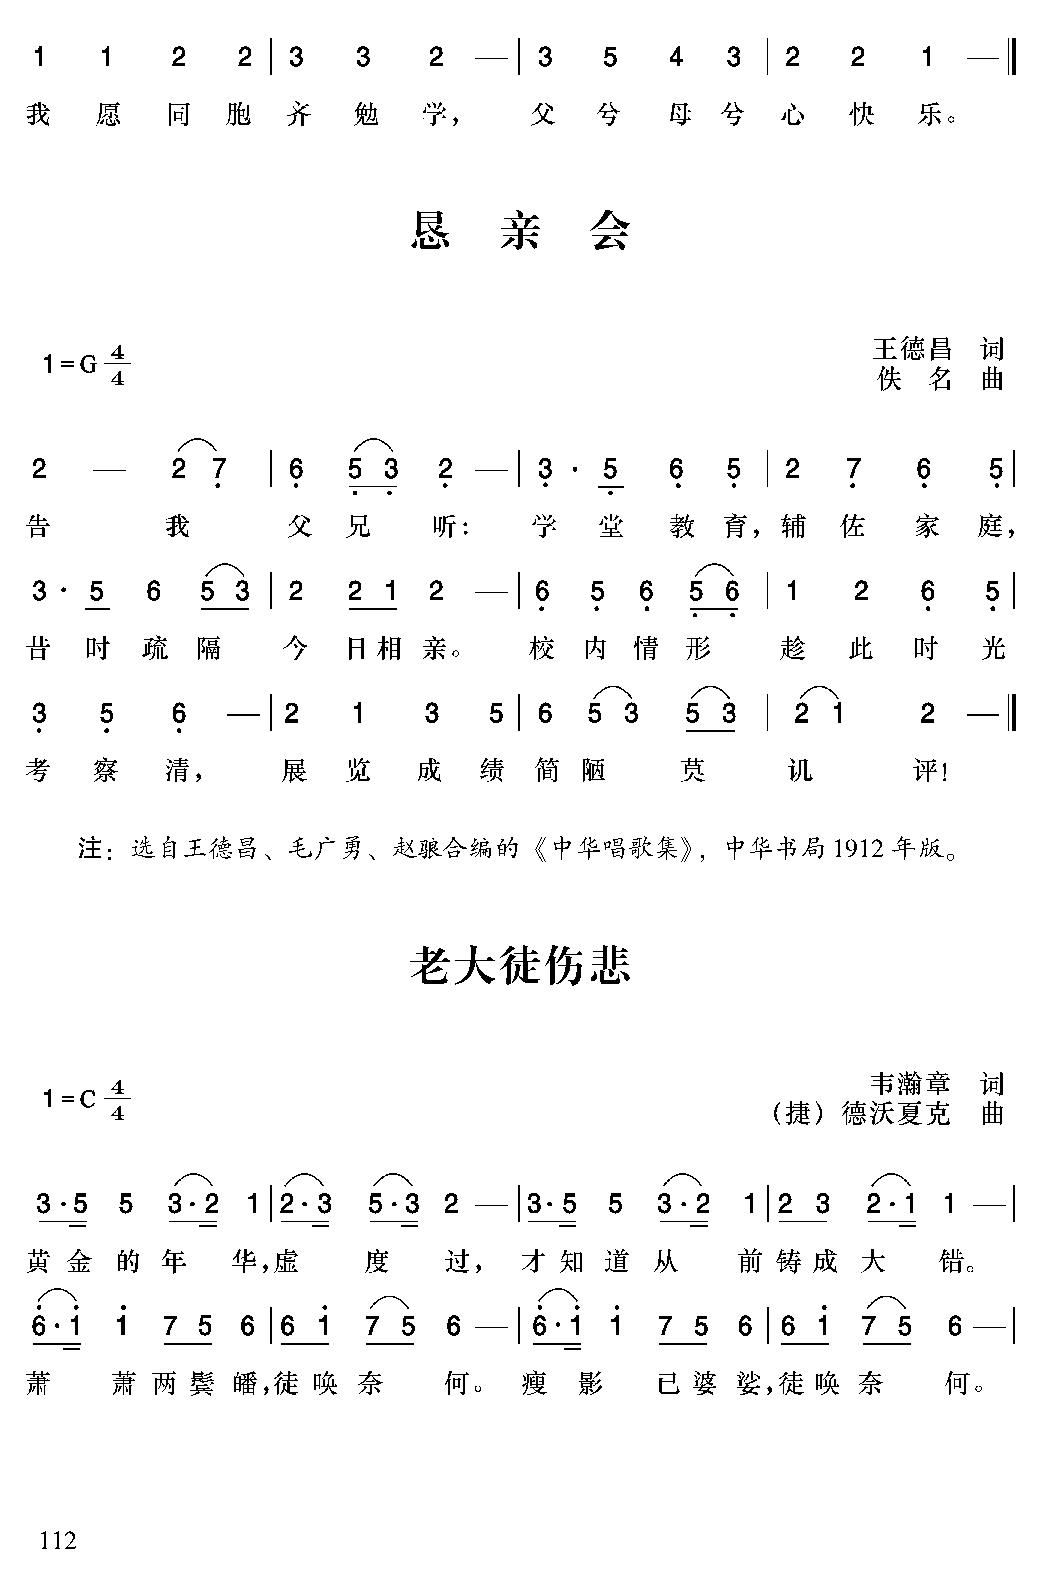 1 1 2 2 | 3 3 2 — | 3 5 4 3 | 2 2 1 — ‖
我 愿 同 胞 齐 勉 学， 父 兮 母 兮 心 快 乐。
恳 亲 会
1=G 4/4
王德昌 词
佚 名 曲
2 — 2 7 | 6 5 3 2 — | 3 · 5 6 5 | 2 7 6 5 |
告 我 父 兄 听： 学 堂 教 育， 辅 佐 家 庭，
3 · 5 6 5 3 | 2 2 1 2 — | 6 5 6 5 6 | 1 2 6 5 |
昔 时 疏 隔 今 日 相 亲。 校 内 情 形 趁 此 时 光
3 5 6 — | 2 1 3 5 | 6 5 3 5 3 | 2 1 2 — ‖
考 察 清， 展 览 成 绩 简 陋 莫 讥 评！
注：选自王德昌、毛广勇、赵骧合编的《中华唱歌集》，中华书局1912年版。
老大徒伤悲
1=C 4/4
韦瀚章 词
（捷）德沃夏克 曲
3·5 5 3·2 1 | 2·3 5·3 2 — | 3·5 5 3·2 1 | 2 3 2·1 1 — |
黄 金 的 年 华，虚 度 过， 才 知 道 从 前 铸 成 大 错。
6·1 1 7 5 6 | 6 1 7 5 6 — | 6·1 1 7 5 6 | 6 1 7 5 6 — |
萧 萧 两 鬓 皤，徒 唤 奈 何。 瘦 影 已 婆 娑，徒 唤 奈 何。
112